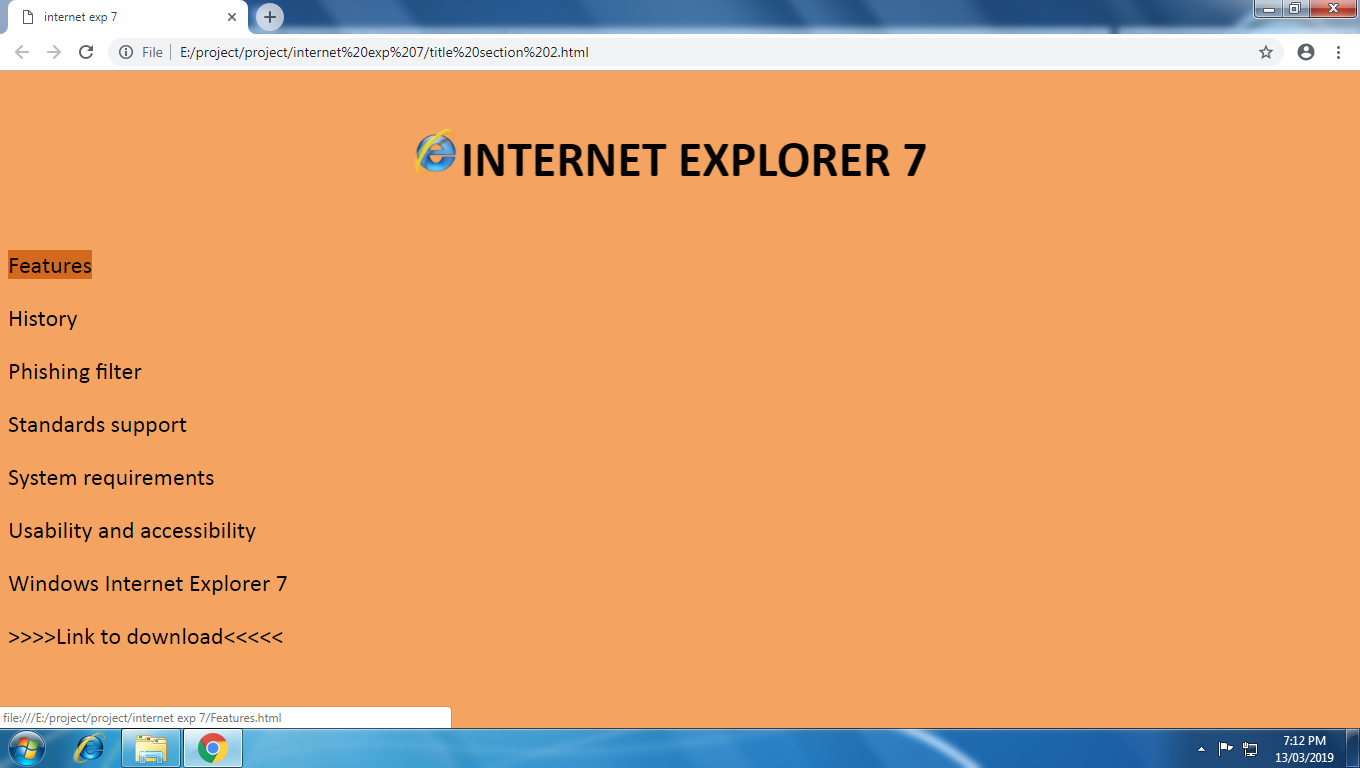 internet exp 7
File
E:/project/project/internet%20exp%207/title%20section%202.html
INTERNET EXPLORER 7
Features
History
Phishing filter
Standards support
System requirements
Usability and accessibility
Windows Internet Explorer 7
>>>>Link to download<<<<<
file:///E:/project/project/internet exp 7/Features.html
7:12 PM
13/03/2019